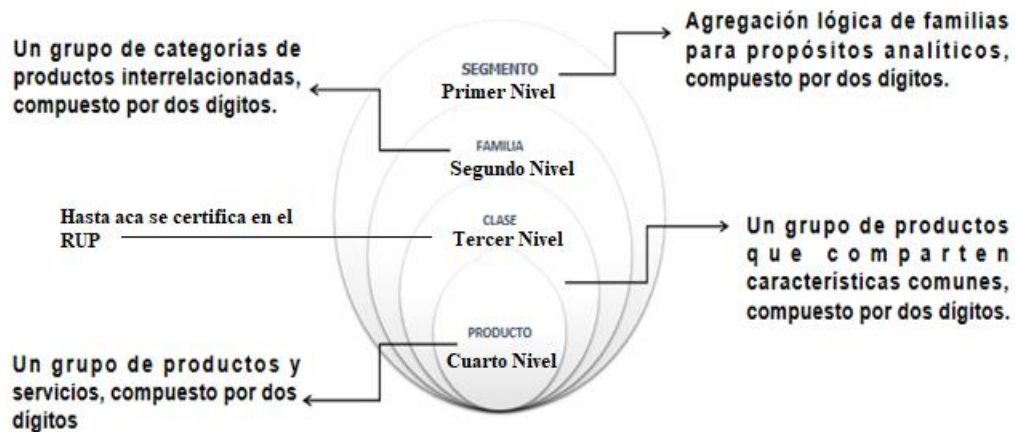 Un grupo de categorías de
productos interrelacionadas,
compuesto por dos dígitos.
SEGMENTO
Primer Nivel
Agregación lógica de familias
para propósitos analíticos,
compuesto por dos dígitos.
FAMILIA
Segundo Nivel
Hasta aca se certifica en el
RUP
CLASE
Tercer Nivel
Un grupo de productos
que comparten
características comunes,
compuesto por dos dígitos.
PRODUCTO
Cuarto Nivel
Un grupo de productos y
servicios, compuesto por dos
dígitos